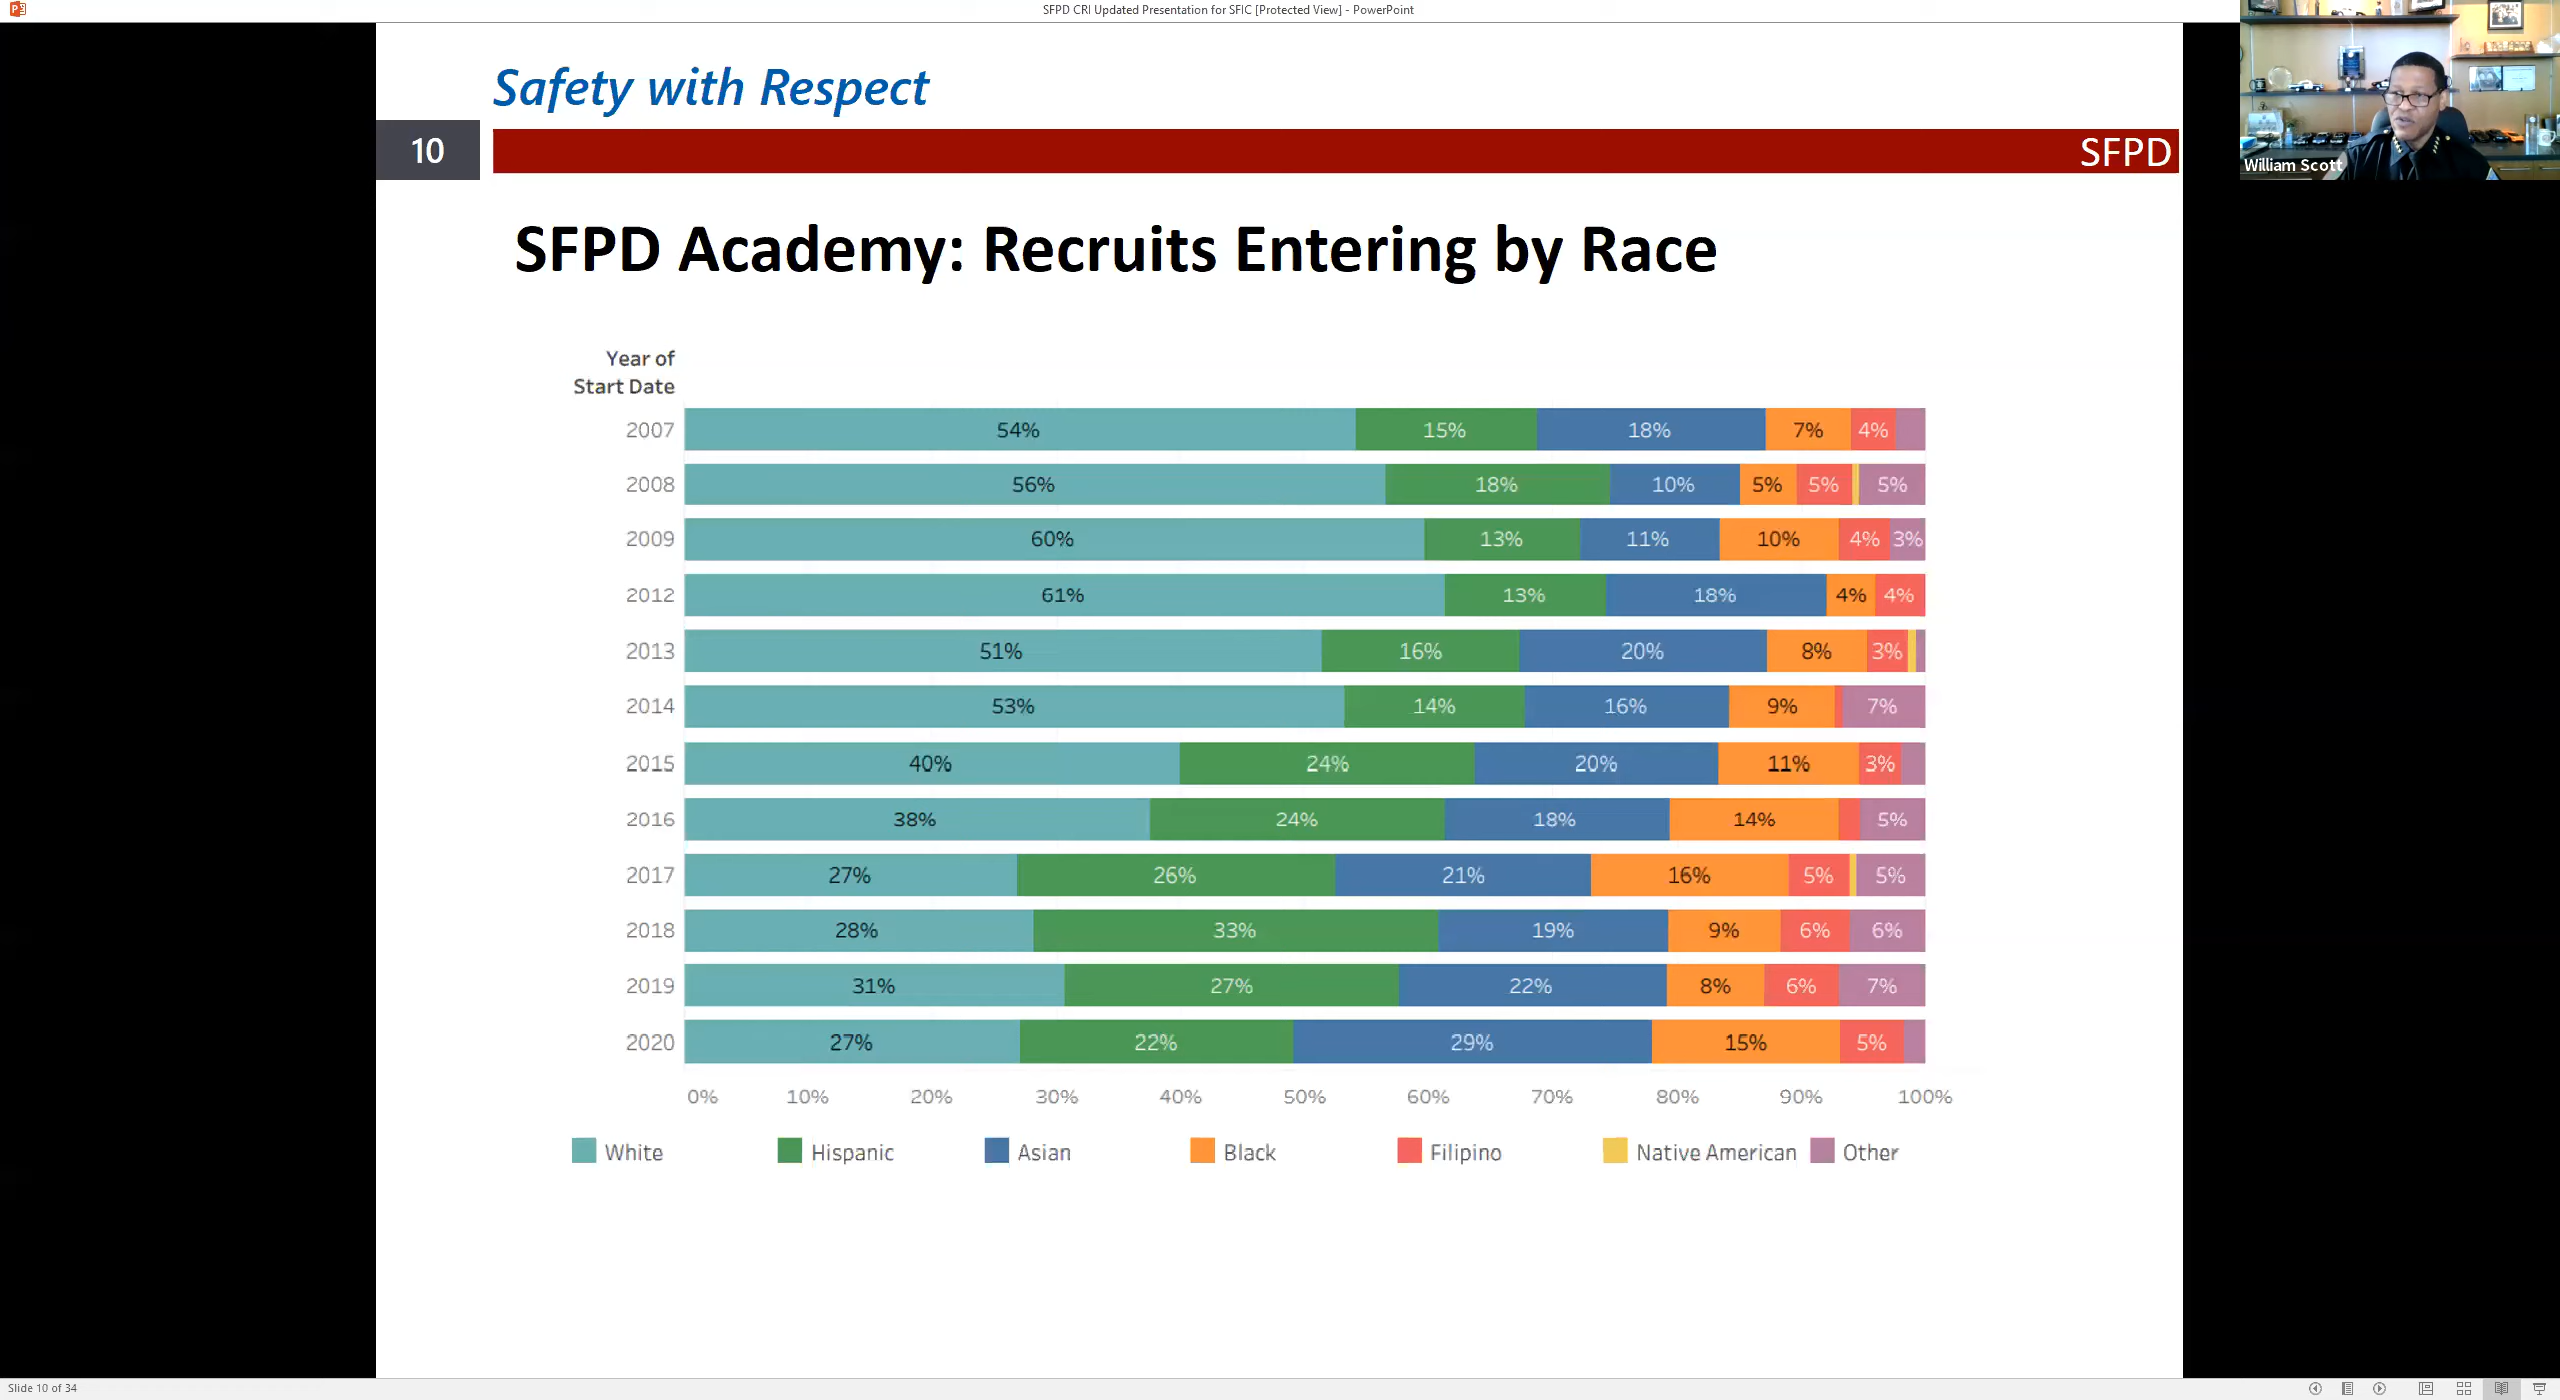 SFPD CRI Updated Presentation for SFIC [Protected View] - PowerPoint
Safety with Respect
10
SFPD
William Scott
SFPD Academy: Recruits Entering by Race
Year of
Start Date
2007 54% 15% 18% 7% 4%
2008 56% 18% 10% 5% 5% 5%
2009 60% 13% 11% 10% 4% 3%
2012 61% 13% 18% 4% 4%
2013 51% 16% 20% 8% 3%
2014 53% 14% 16% 9% 7%
2015 40% 24% 20% 11% 3%
2016 38% 24% 18% 14% 5%
2017 27% 26% 21% 16% 5% 5%
2018 28% 33% 19% 9% 6% 6%
2019 31% 27% 22% 8% 6% 7%
2020 27% 22% 29% 15% 5%
0% 10% 20% 30% 40% 50% 60% 70% 80% 90% 100%
White Hispanic Asian Black Filipino Native American Other
Slide 10 of 34